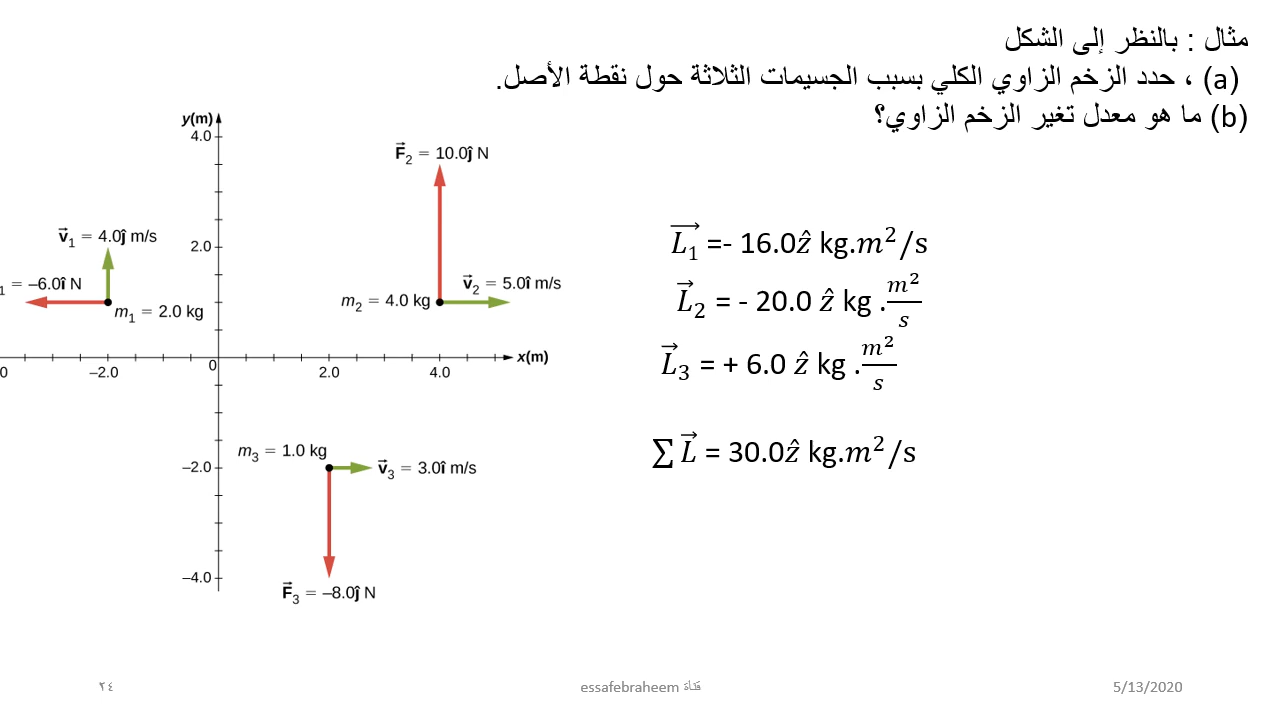 مثال : بالنظر إلى الشكل
(a) ، حدد الزخم الزاوي الكلي بسبب الجسيمات الثلاثة حول نقطة الأصل.
(b) ما هو معدل تغير الزخم الزاوي؟
y(m)
4.0
F⃗₂ = 10.0ĵ N
2.0
v⃗₁ = 4.0ĵ m/s
₁ = –6.0î N
m₁ = 2.0 kg
v⃗₂ = 5.0î m/s
m₂ = 4.0 kg
x(m)
0
–2.0
0
2.0
4.0
m₃ = 1.0 kg
–2.0
v⃗₃ = 3.0î m/s
–4.0
F⃗₃ = –8.0ĵ N
L₁⃗ =- 16.0ẑ kg.m²/s
L⃗₂ = - 20.0 ẑ kg .m²/s
L⃗₃ = + 6.0 ẑ kg .m²/s
∑ L⃗ = 30.0ẑ kg.m²/s
٢٤
قناة essafebraheem
5/13/2020